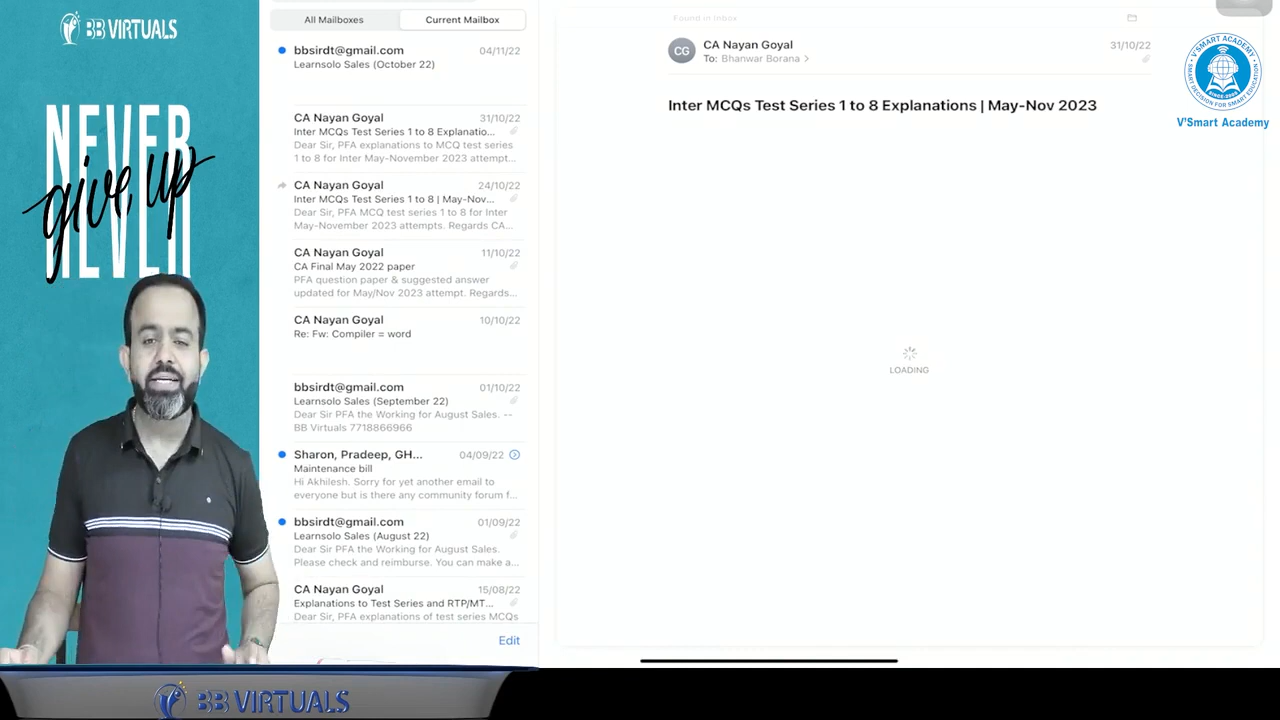 BB VIRTUALS
NEVER
give up
NEVER
All Mailboxes
Current Mailbox
bbsirdt@gmail.com 04/11/22
Learnsolo Sales (October 22)
CA Nayan Goyal 31/10/22
Inter MCQs Test Series 1 to 8 Explanatio...
Dear Sir, PFA explanations to MCQ test series
1 to 8 for Inter May-November 2023 attempt...
CA Nayan Goyal 24/10/22
Inter MCQs Test Series 1 to 8 | May-Nov...
Dear Sir, PFA MCQ test series 1 to 8 for Inter
May-November 2023 attempts. Regards CA...
CA Nayan Goyal 11/10/22
CA Final May 2022 paper
PFA question paper & suggested answer
updated for May/Nov 2023 attempt. Regards...
CA Nayan Goyal 10/10/22
Re: Fw: Compiler = word
bbsirdt@gmail.com 01/10/22
Learnsolo Sales (September 22)
Dear Sir PFA the Working for August Sales. --
BB Virtuals 7718866966
Sharon, Pradeep, GH... 04/09/22
Maintenance bill
Hi Akhilesh. Sorry for yet another email to
everyone but is there any community forum f...
bbsirdt@gmail.com 01/09/22
Learnsolo Sales (August 22)
Dear Sir PFA the Working for August Sales.
Please check and reimburse. You can make a...
CA Nayan Goyal 15/08/22
Explanations to Test Series and RTP/MT...
Dear Sir, PFA explanations of test series MCQs
Edit
Found in Inbox
CG
CA Nayan Goyal 31/10/22
To: Bhanwar Borana >
Inter MCQs Test Series 1 to 8 Explanations | May-Nov 2023
LOADING
V'SMART ACADEMY
SMART DECISION FOR SMART EDUCATION
V'Smart Academy
BB VIRTUALS